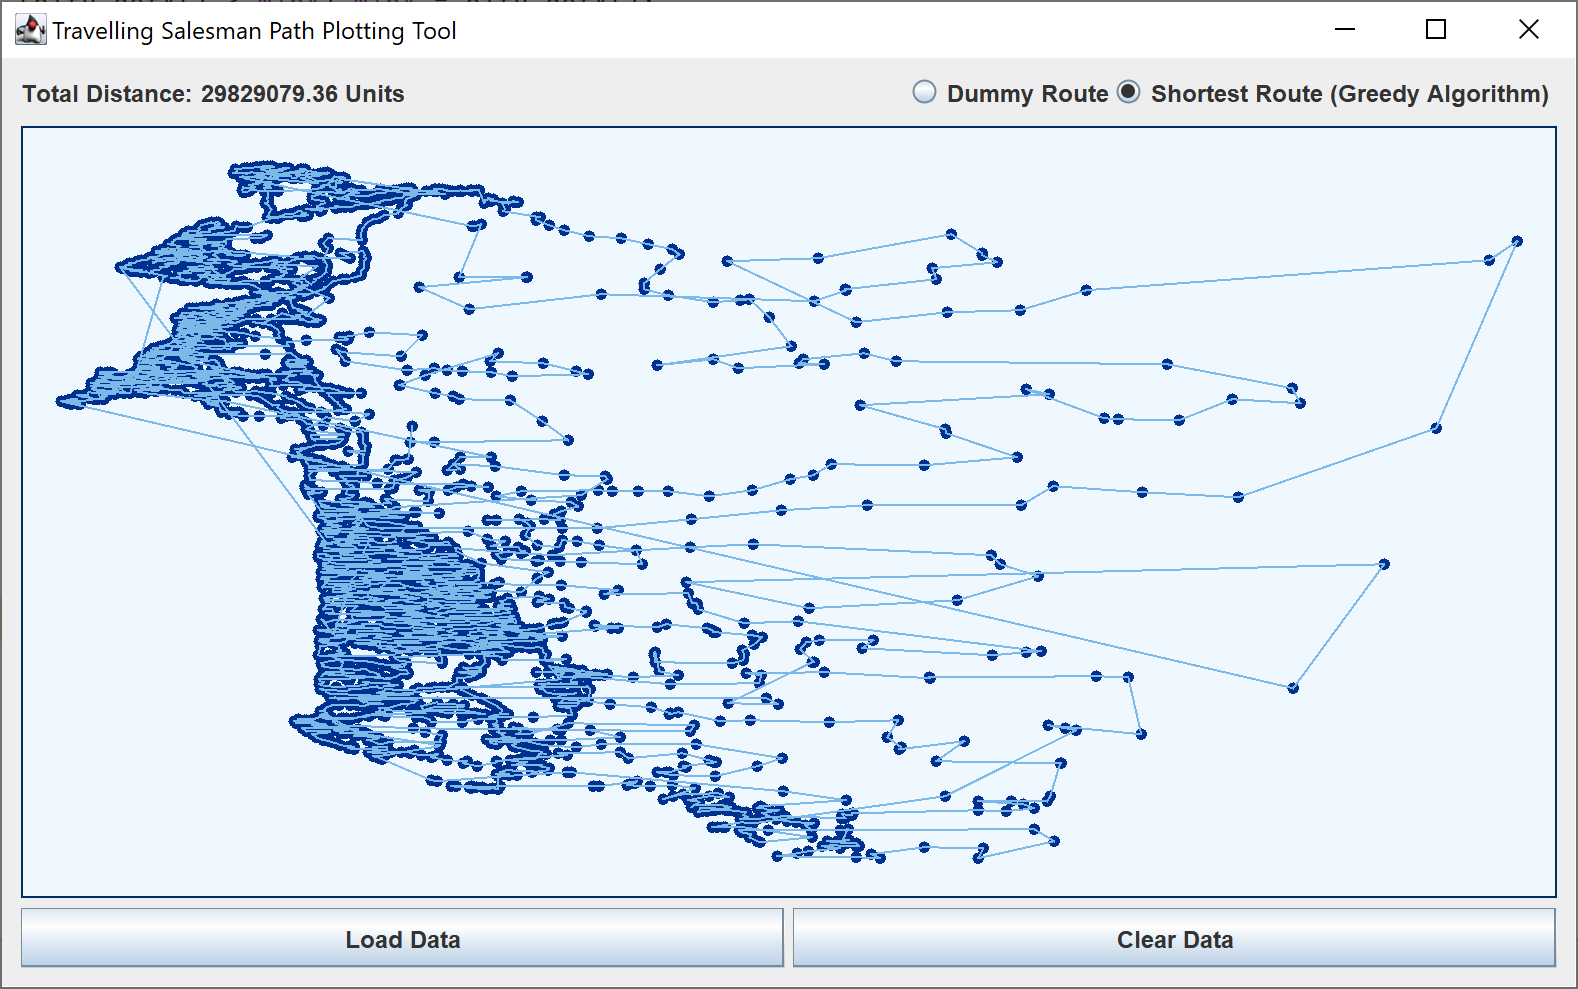 Travelling Salesman Path Plotting Tool
Total Distance: 29829079.36 Units
Dummy Route Shortest Route (Greedy Algorithm)
Load Data Clear Data